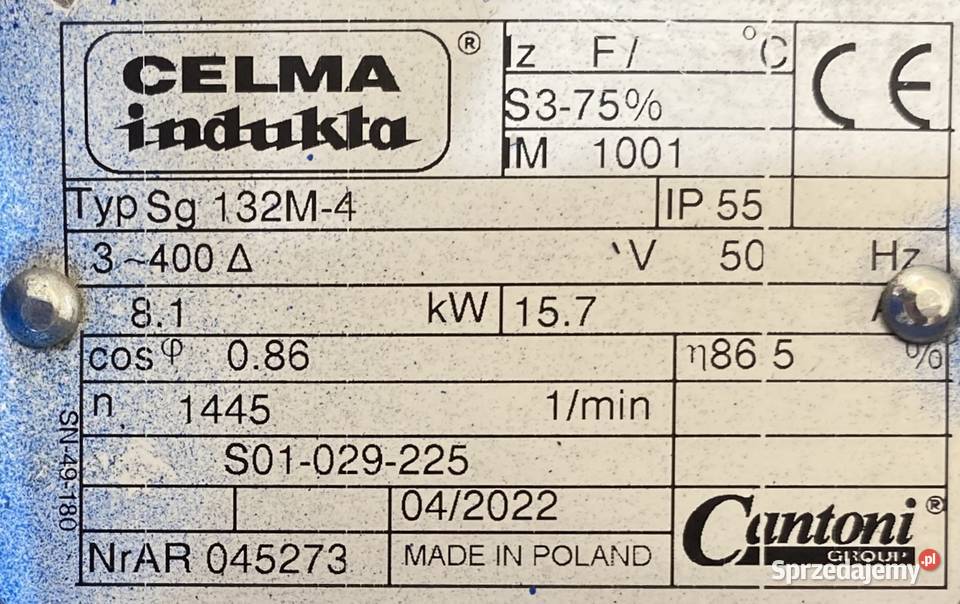 CELMA ®
indukta
Iz F/ °C
S3-75%
IM 1001
CE
Typ Sg 132M-4 IP 55
3 ~400 Δ V 50 Hz
8.1 kW 15.7 A
cos φ 0.86 η86 5 %
n 1445 1/min
S01-029-225
SN-49-180
04/2022
NrAR 045273 MADE IN POLAND
Cantoni ®
GROUP
Sprzedajemy.pl